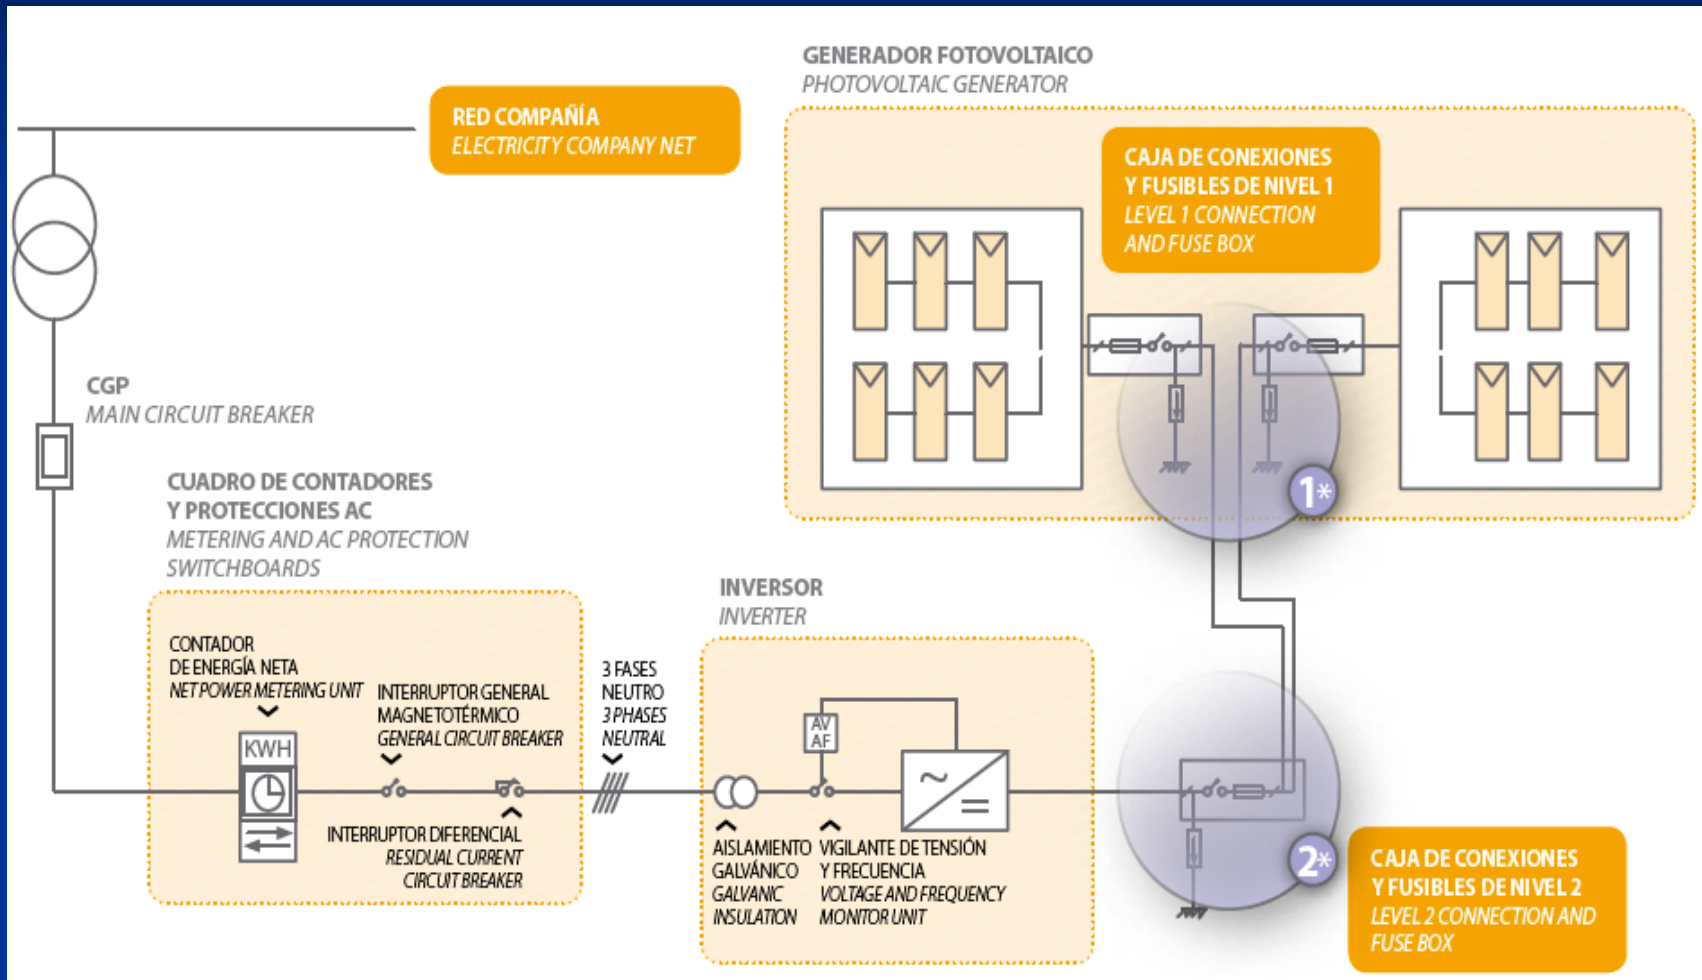 GENERADOR FOTOVOLTAICO
PHOTOVOLTAIC GENERATOR
RED COMPAÑÍA
ELECTRICITY COMPANY NET
CAJA DE CONEXIONES
Y FUSIBLES DE NIVEL 1
LEVEL 1 CONNECTION
AND FUSE BOX
CGP
MAIN CIRCUIT BREAKER
1*
CUADRO DE CONTADORES
Y PROTECCIONES AC
METERING AND AC PROTECTION
SWITCHBOARDS
INVERSOR
INVERTER
CONTADOR
DE ENERGÍA NETA
NET POWER METERING UNIT
INTERRUPTOR GENERAL
MAGNETOTÉRMICO
GENERAL CIRCUIT BREAKER
3 FASES
NEUTRO
3 PHASES
NEUTRAL
AV
AF
KWH
INTERRUPTOR DIFERENCIAL
RESIDUAL CURRENT
CIRCUIT BREAKER
AISLAMIENTO
GALVÁNICO
GALVANIC
INSULATION
VIGILANTE DE TENSIÓN
Y FRECUENCIA
VOLTAGE AND FREQUENCY
MONITOR UNIT
2*
CAJA DE CONEXIONES
Y FUSIBLES DE NIVEL 2
LEVEL 2 CONNECTION AND
FUSE BOX